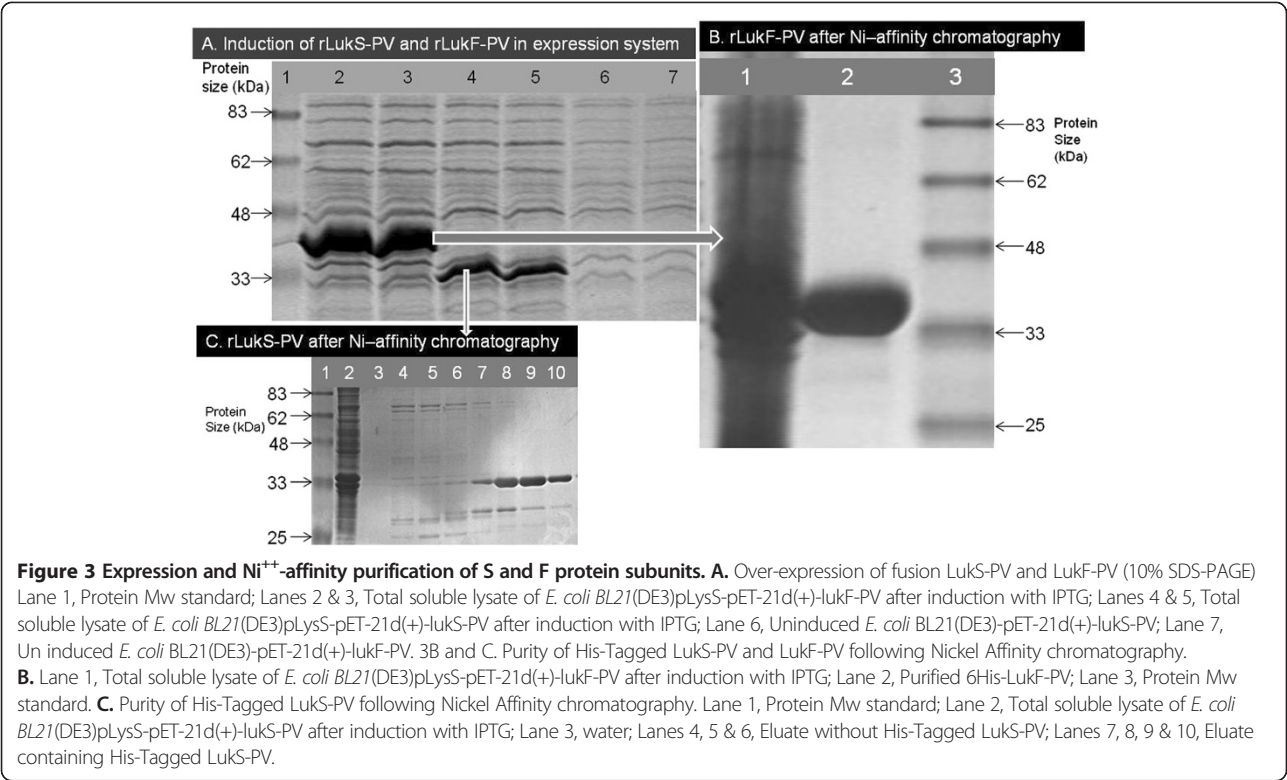 A. Induction of rLukS-PV and rLukF-PV in expression system
Protein
size (kDa)
1 2 3 4 5 6 7
83
62
48
33
B. rLukF-PV after Ni–affinity chromatography
1 2 3
83 Protein
Size
(kDa)
62
48
33
25
C. rLukS-PV after Ni–affinity chromatography
1 2 3 4 5 6 7 8 9 10
83
Protein
Size (kDa)
62
48
33
25
Figure 3 Expression and Ni++-affinity purification of S and F protein subunits. A. Over-expression of fusion LukS-PV and LukF-PV (10% SDS-PAGE)
Lane 1, Protein Mw standard; Lanes 2 & 3, Total soluble lysate of E. coli BL21(DE3)pLysS-pET-21d(+)-lukF-PV after induction with IPTG; Lanes 4 & 5, Total
soluble lysate of E. coli BL21(DE3)pLysS-pET-21d(+)-lukS-PV after induction with IPTG; Lane 6, Uninduced E. coli BL21(DE3)-pET-21d(+)-lukS-PV; Lane 7,
Un induced E. coli BL21(DE3)-pET-21d(+)-lukF-PV. 3B and C. Purity of His-Tagged LukS-PV and LukF-PV following Nickel Affinity chromatography.
B. Lane 1, Total soluble lysate of E. coli BL21(DE3)pLysS-pET-21d(+)-lukF-PV after induction with IPTG; Lane 2, Purified 6His-LukF-PV; Lane 3, Protein Mw
standard. C. Purity of His-Tagged LukS-PV following Nickel Affinity chromatography. Lane 1, Protein Mw standard; Lane 2, Total soluble lysate of E. coli
BL21(DE3)pLysS-pET-21d(+)-lukS-PV after induction with IPTG; Lane 3, water; Lanes 4, 5 & 6, Eluate without His-Tagged LukS-PV; Lanes 7, 8, 9 & 10, Eluate
containing His-Tagged LukS-PV.